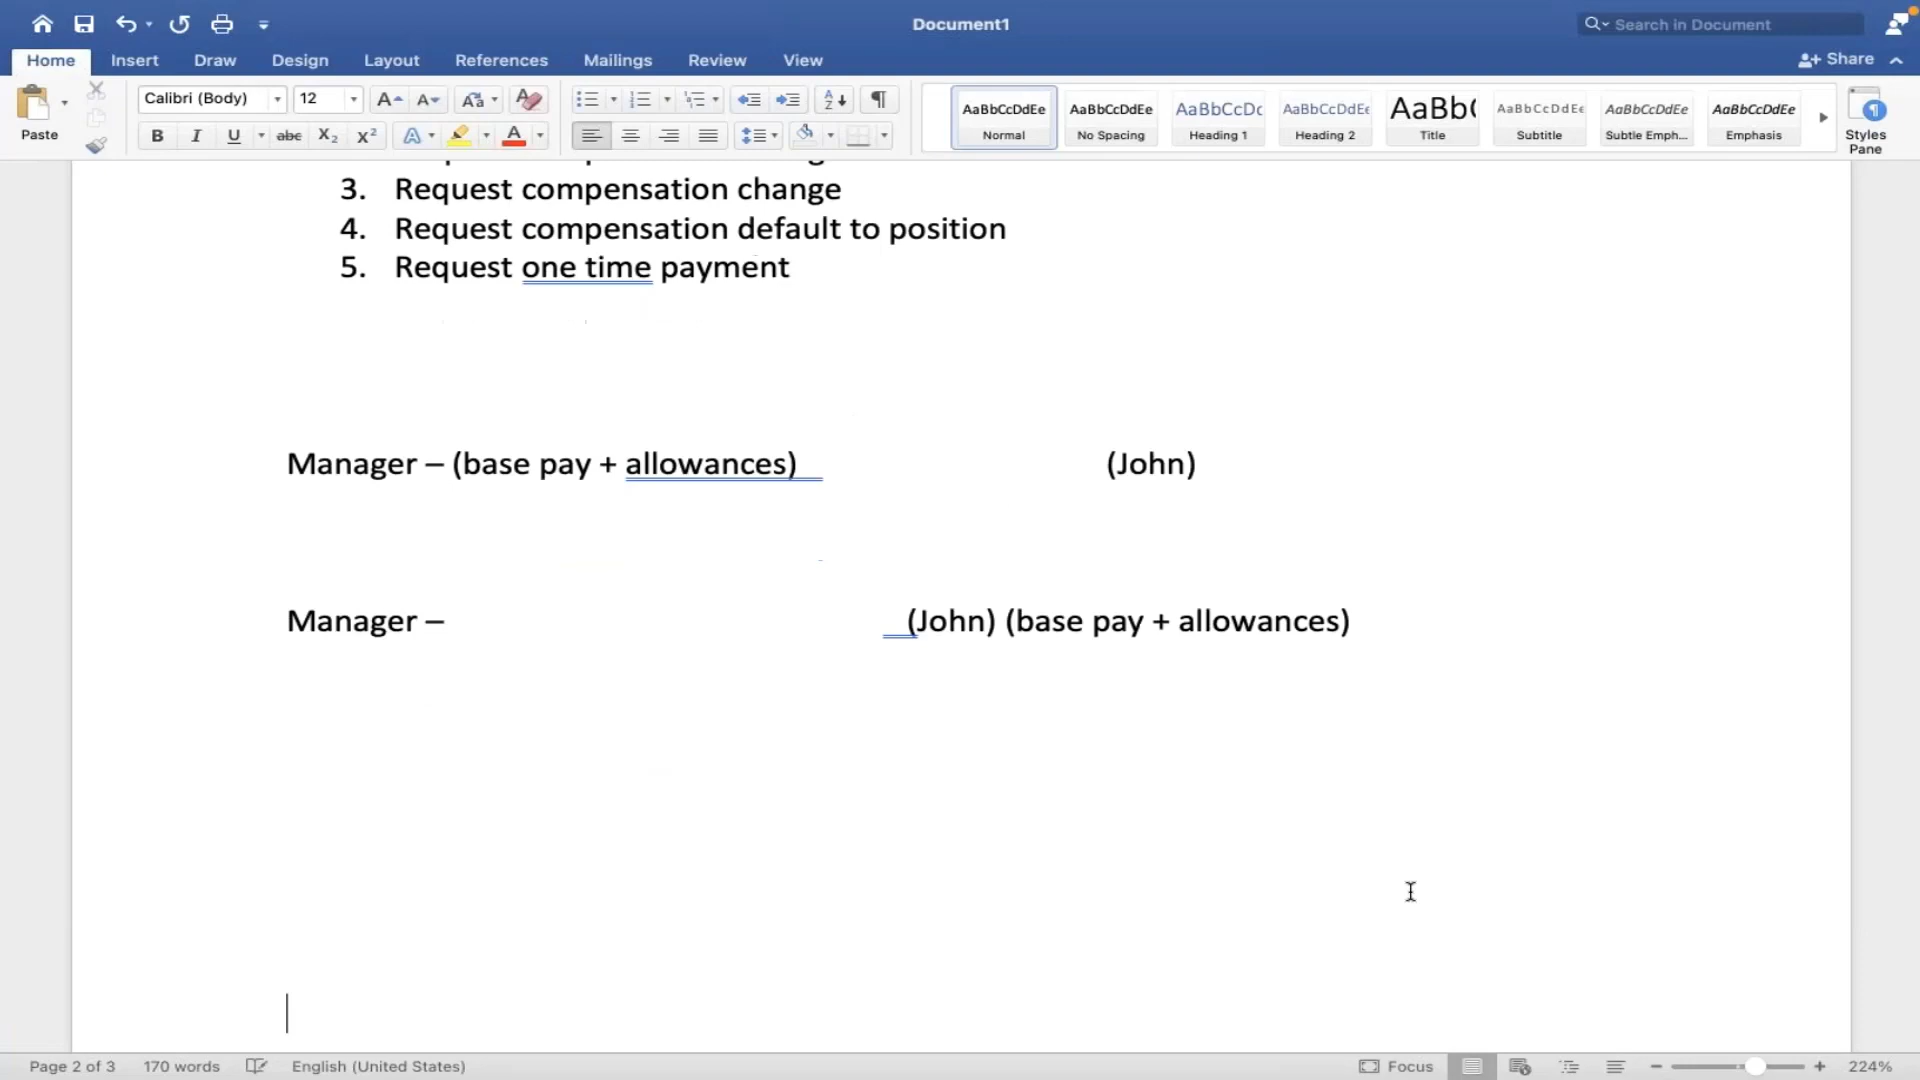 Document1
Search in Document
Home Insert Draw Design Layout References Mailings Review View
Share
Paste
Calibri (Body) 12
AaBbCcDdEe Normal
AaBbCcDdEe No Spacing
AaBbCcDc Heading 1
AaBbCcDdEe Heading 2
AaBb( Title
AaBbCcDdEe Subtitle
AaBbCcDdEe Subtle Emph...
AaBbCcDdEe Emphasis
Styles Pane
3. Request compensation change
4. Request compensation default to position
5. Request one time payment
Manager – (base pay + allowances) (John)
Manager – (John) (base pay + allowances)
Page 2 of 3 170 words English (United States) Focus 224%